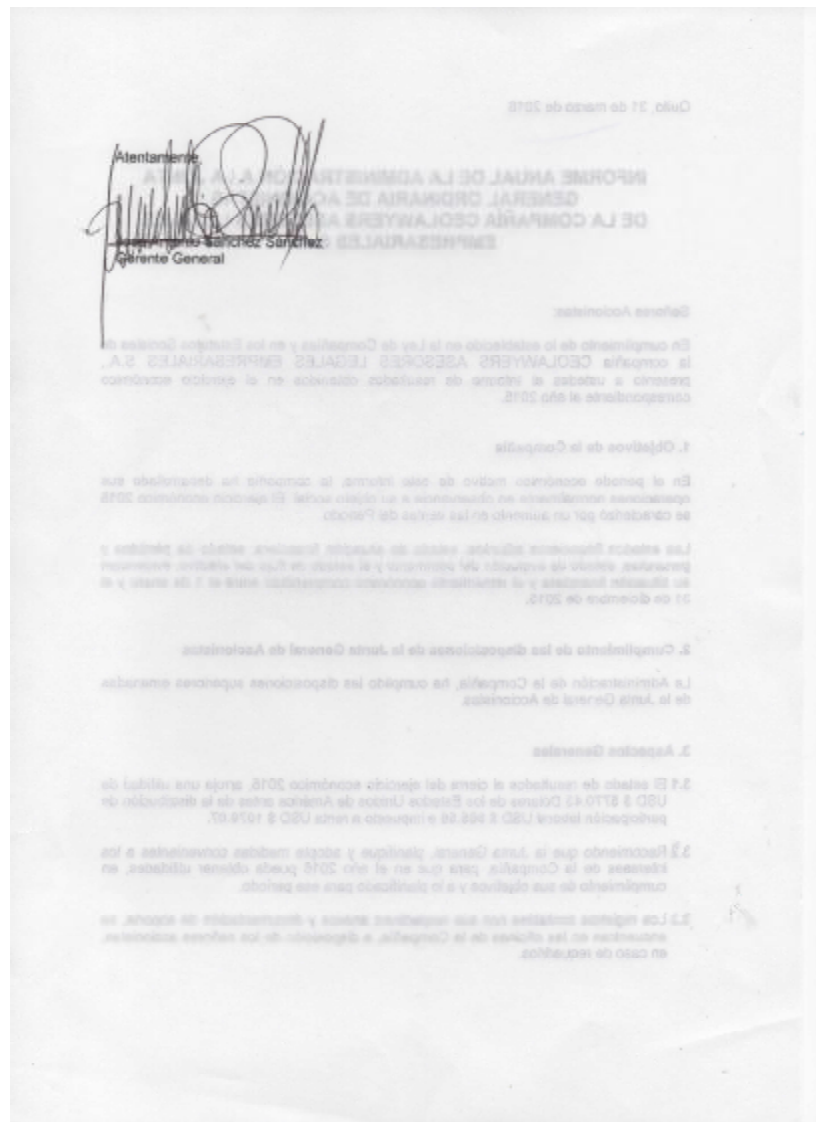 Atentamente,
Sánchez Sánchez
Gerente General
Quito, 31 de marzo de
INFORME ANUAL DE LA ADMINISTRACIÓN A LA JUNTA
GENERAL ORDINARIA DE
DE LA COMPAÑÍA CEOLAWYERS
EMPRESARIALES
Señores Accionistas:
En cumplimiento de lo establecido en la Ley de Compañías y en los Estatutos Sociales de
la compañía CEOLAWYERS ASESORES LEGALES EMPRESARIALES S.A.,
presento a ustedes el informe de resultados obtenidos en el ejercicio económico
correspondiente al año 2015.
1. Objetivos de la Compañía
En el periodo económico motivo de este informe, la compañía ha desarrollado sus
operaciones normalmente en observancia a su objeto social. El ejercicio económico 2015
se caracterizó por un aumento en las ventas del Periodo.
Los estados financieros adjuntos, estado de situación financiera, estado de pérdidas y
ganancias, estado de evolución del patrimonio y el estado de flujo del efectivo, presentan
su situación financiera y el movimiento económico comprendidos entre el 1 de enero y el
31 de diciembre de 2015.
2. Cumplimiento de las disposiciones de la Junta General de Accionistas
La Administración de la Compañía, ha cumplido las disposiciones superiores emanadas
de la Junta General de Accionistas.
3. Aspectos Generales
3.1 El estado de resultados al cierre del ejercicio económico 2015, arroja una utilidad de
USD $ de los Estados Unidos de América antes de la distribución de
participación laboral USD $ e impuesto a renta USD $
3.2 Recomiendo que la Junta General, planifique y adopte medidas convenientes a los
intereses de la Compañía, para que en el año 2016 pueda obtener utilidades, en
cumplimiento de sus objetivos y a lo planificado para ese periodo.
3.3 Los registros contables con sus respectivos anexos y documentación de soporte, se
encuentran en las oficinas de la Compañía, a disposición de los señores accionistas,
en caso de requerirlos.